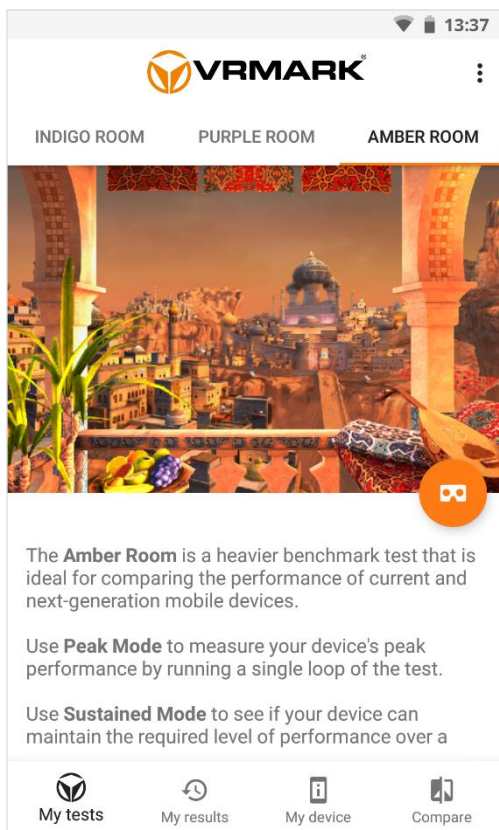 13:37
VRMARK®
INDIGO ROOM
PURPLE ROOM
AMBER ROOM
The Amber Room is a heavier benchmark test that is
ideal for comparing the performance of current and
next-generation mobile devices.
Use Peak Mode to measure your device's peak
performance by running a single loop of the test.
Use Sustained Mode to see if your device can
maintain the required level of performance over a
My tests
My results
My device
Compare